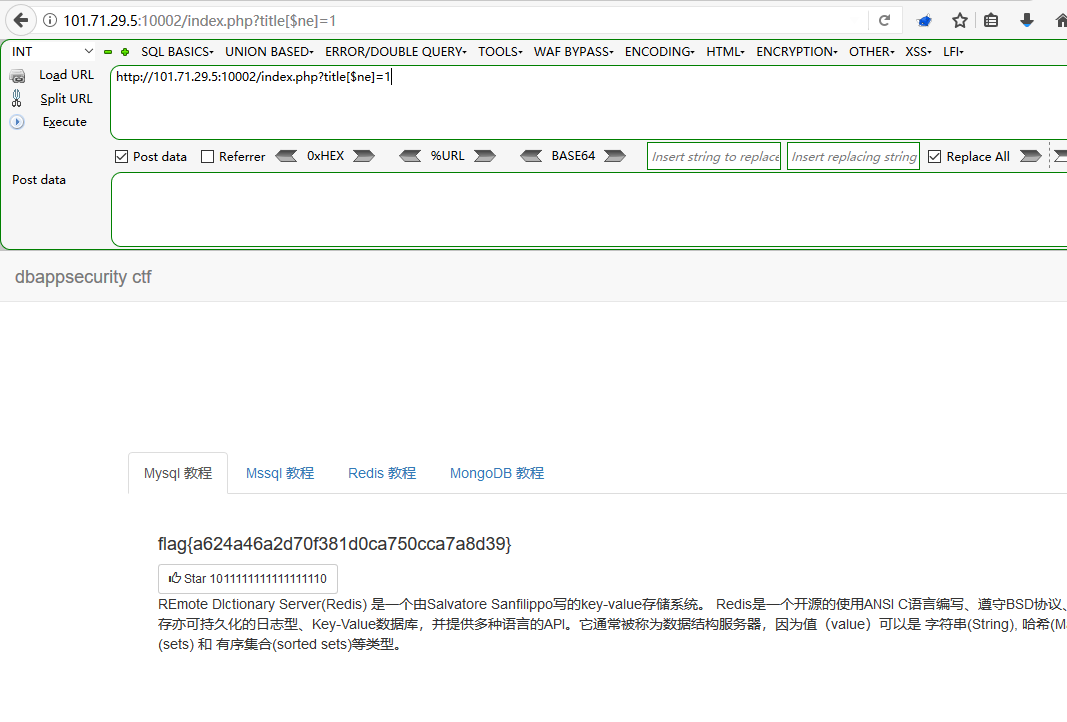 101.71.29.5:10002/index.php?title[$ne]=1
INT SQL BASICS UNION BASED ERROR/DOUBLE QUERY TOOLS WAF BYPASS ENCODING HTML ENCRYPTION OTHER XSS LFI
Load URL http://101.71.29.5:10002/index.php?title[$ne]=1
Split URL
Execute
Post data Referrer 0xHEX %URL BASE64 Insert string to replace Insert replacing string Replace All
Post data
dbappsecurity ctf
Mysql 教程 Mssql 教程 Redis 教程 MongoDB 教程
flag{a624a46a2d70f381d0ca750cca7a8d39}
Star 1011111111111111110
REmote DIctionary Server(Redis) 是一个由Salvatore Sanfilippo写的key-value存储系统。 Redis是一个开源的使用ANSI C语言编写、遵守BSD协议、
存亦可持久化的日志型、Key-Value数据库，并提供多种语言的API。它通常被称为数据结构服务器，因为值（value）可以是 字符串(String), 哈希(M
(sets) 和 有序集合(sorted sets)等类型。